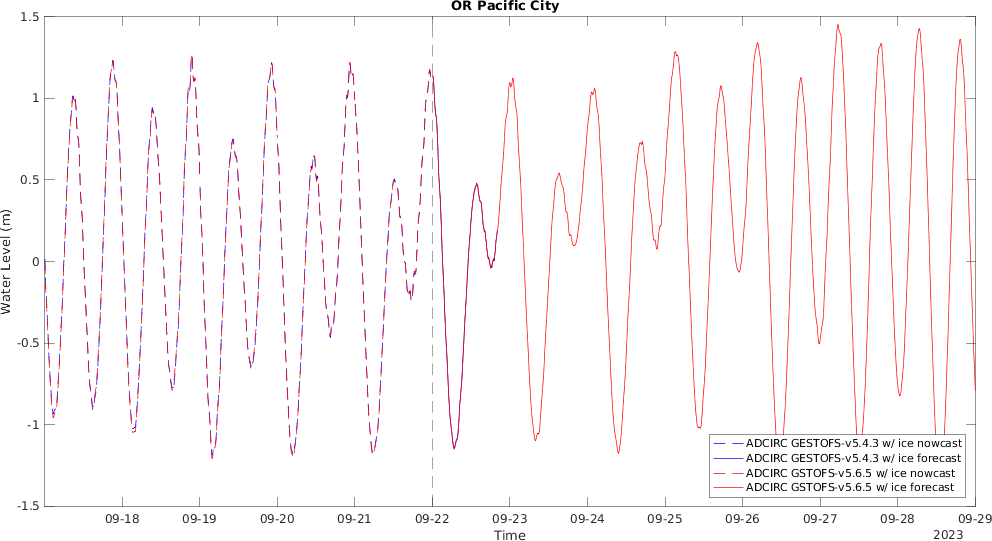 OR Pacific City
1.5
1
0.5
0
-0.5
-1
-1.5
Water Level (m)
ADCIRC GESTOFS-v5.4.3 w/ ice nowcast
ADCIRC GESTOFS-v5.4.3 w/ ice forecast
ADCIRC GSTOFS-v5.6.5 w/ ice nowcast
ADCIRC GSTOFS-v5.6.5 w/ ice forecast
09-18 09-19 09-20 09-21 09-22 09-23 09-24 09-25 09-26 09-27 09-28 09-29
Time
2023